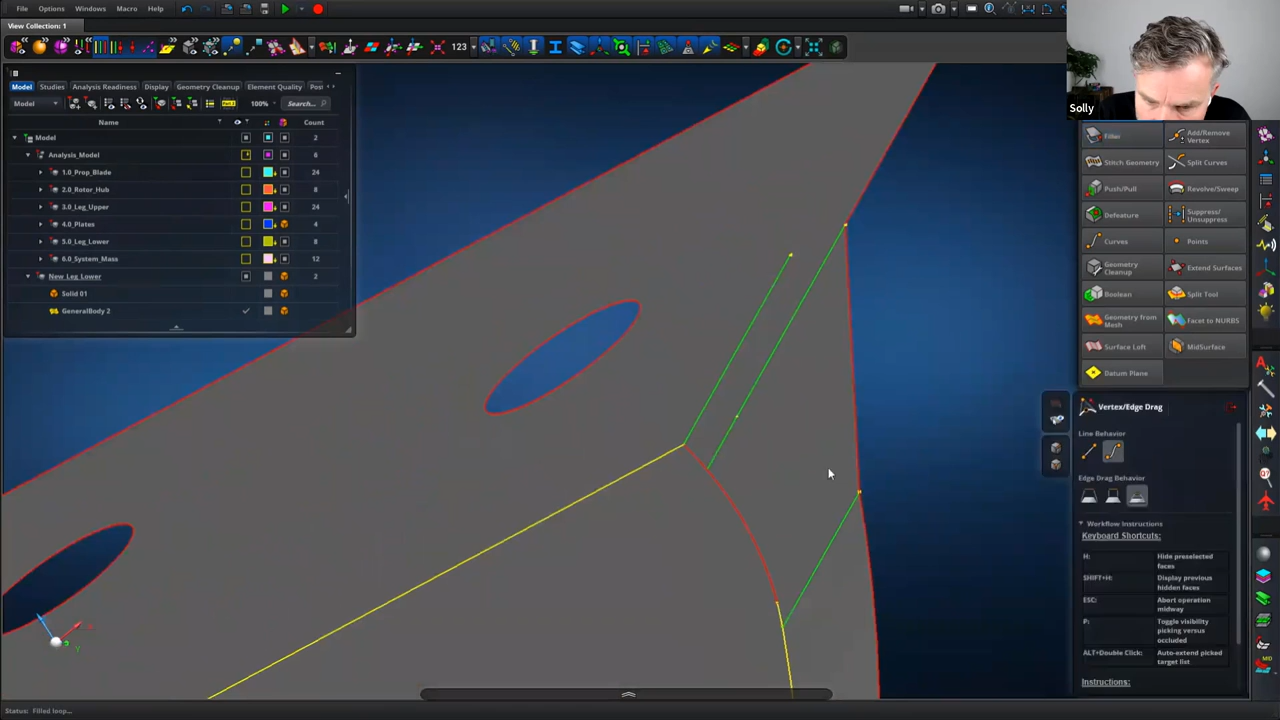 File Options Windows Macro Help
View Collection: 1
123
Solly
Model Studies Analysis Readiness Display Geometry Cleanup Element Quality Pos
Model 100% Search...
Name Count
Model 2
Analysis_Model 6
1.0_Prop_Blade 24
2.0_Rotor_Hub 8
3.0_Leg_Upper 24
4.0_Plates 4
5.0_Leg_Lower 8
6.0_System_Mass 12
New_Leg_Lower 2
Solid 01
GeneralBody 2
Filler Add/Remove Vertex
Stitch Geometry Split Curves
Push/Pull Revolve/Sweep
Defeature Suppress/Unsuppress
Curves Points
Geometry Cleanup Extend Surfaces
Boolean Split Tool
Geometry from Mesh Facet to NURBS
Surface Loft MidSurface
Datum Plane
Vertex/Edge Drag
Line Behavior
Edge Drag Behavior
Workflow Instructions
Keyboard Shortcuts:
H: Hide preselected faces
SHIFT+H: Display previous hidden faces
ESC: Abort operation midway
P: Toggle visibility picking versus occluded
ALT+Double Click: Auto-extend picked target list
Instructions:
Status: Filled loop...